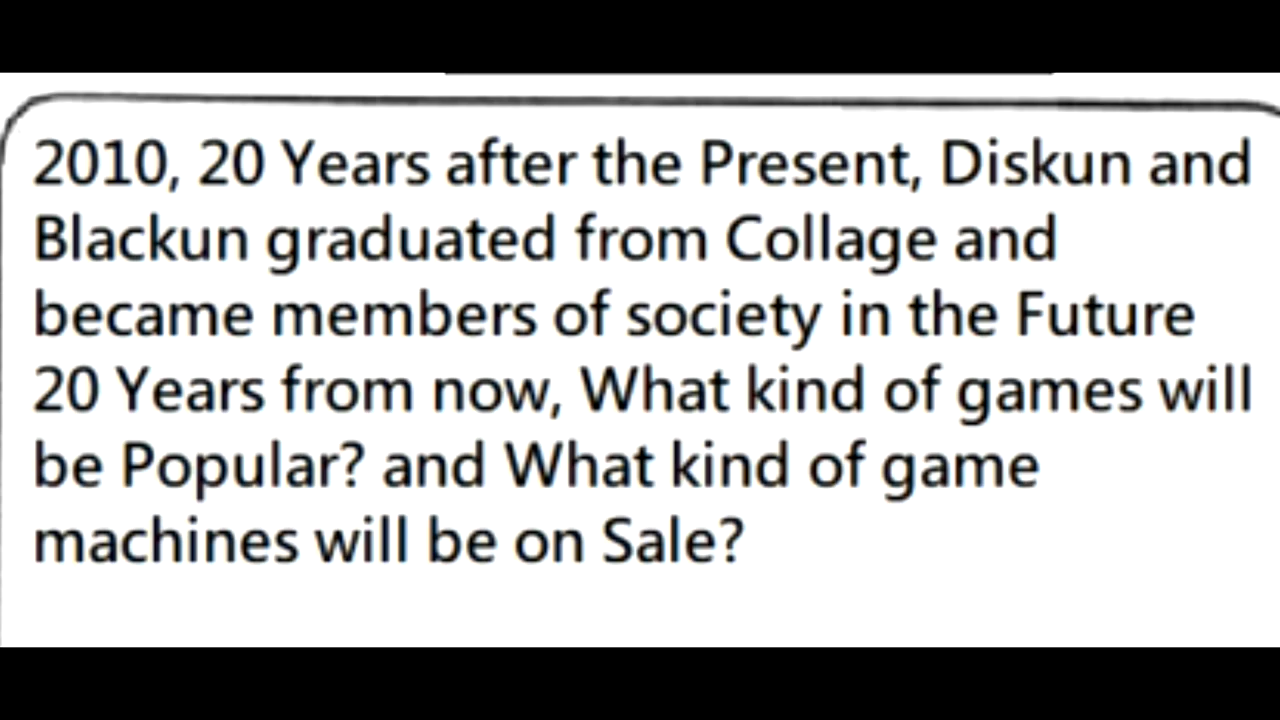 2010, 20 Years after the Present, Diskun and
Blackun graduated from Collage and
became members of society in the Future
20 Years from now, What kind of games will
be Popular? and What kind of game
machines will be on Sale?